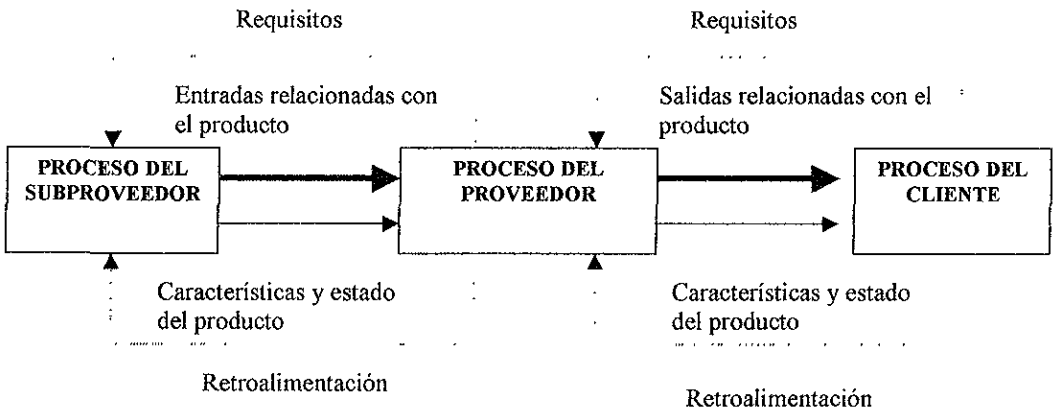 Requisitos
Requisitos
Entradas relacionadas con
el producto
Salidas relacionadas con el
producto
PROCESO DEL
SUBPROVEEDOR
PROCESO DEL
PROVEEDOR
PROCESO DEL
CLIENTE
Características y estado
del producto
Características y estado
del producto
Retroalimentación
Retroalimentación